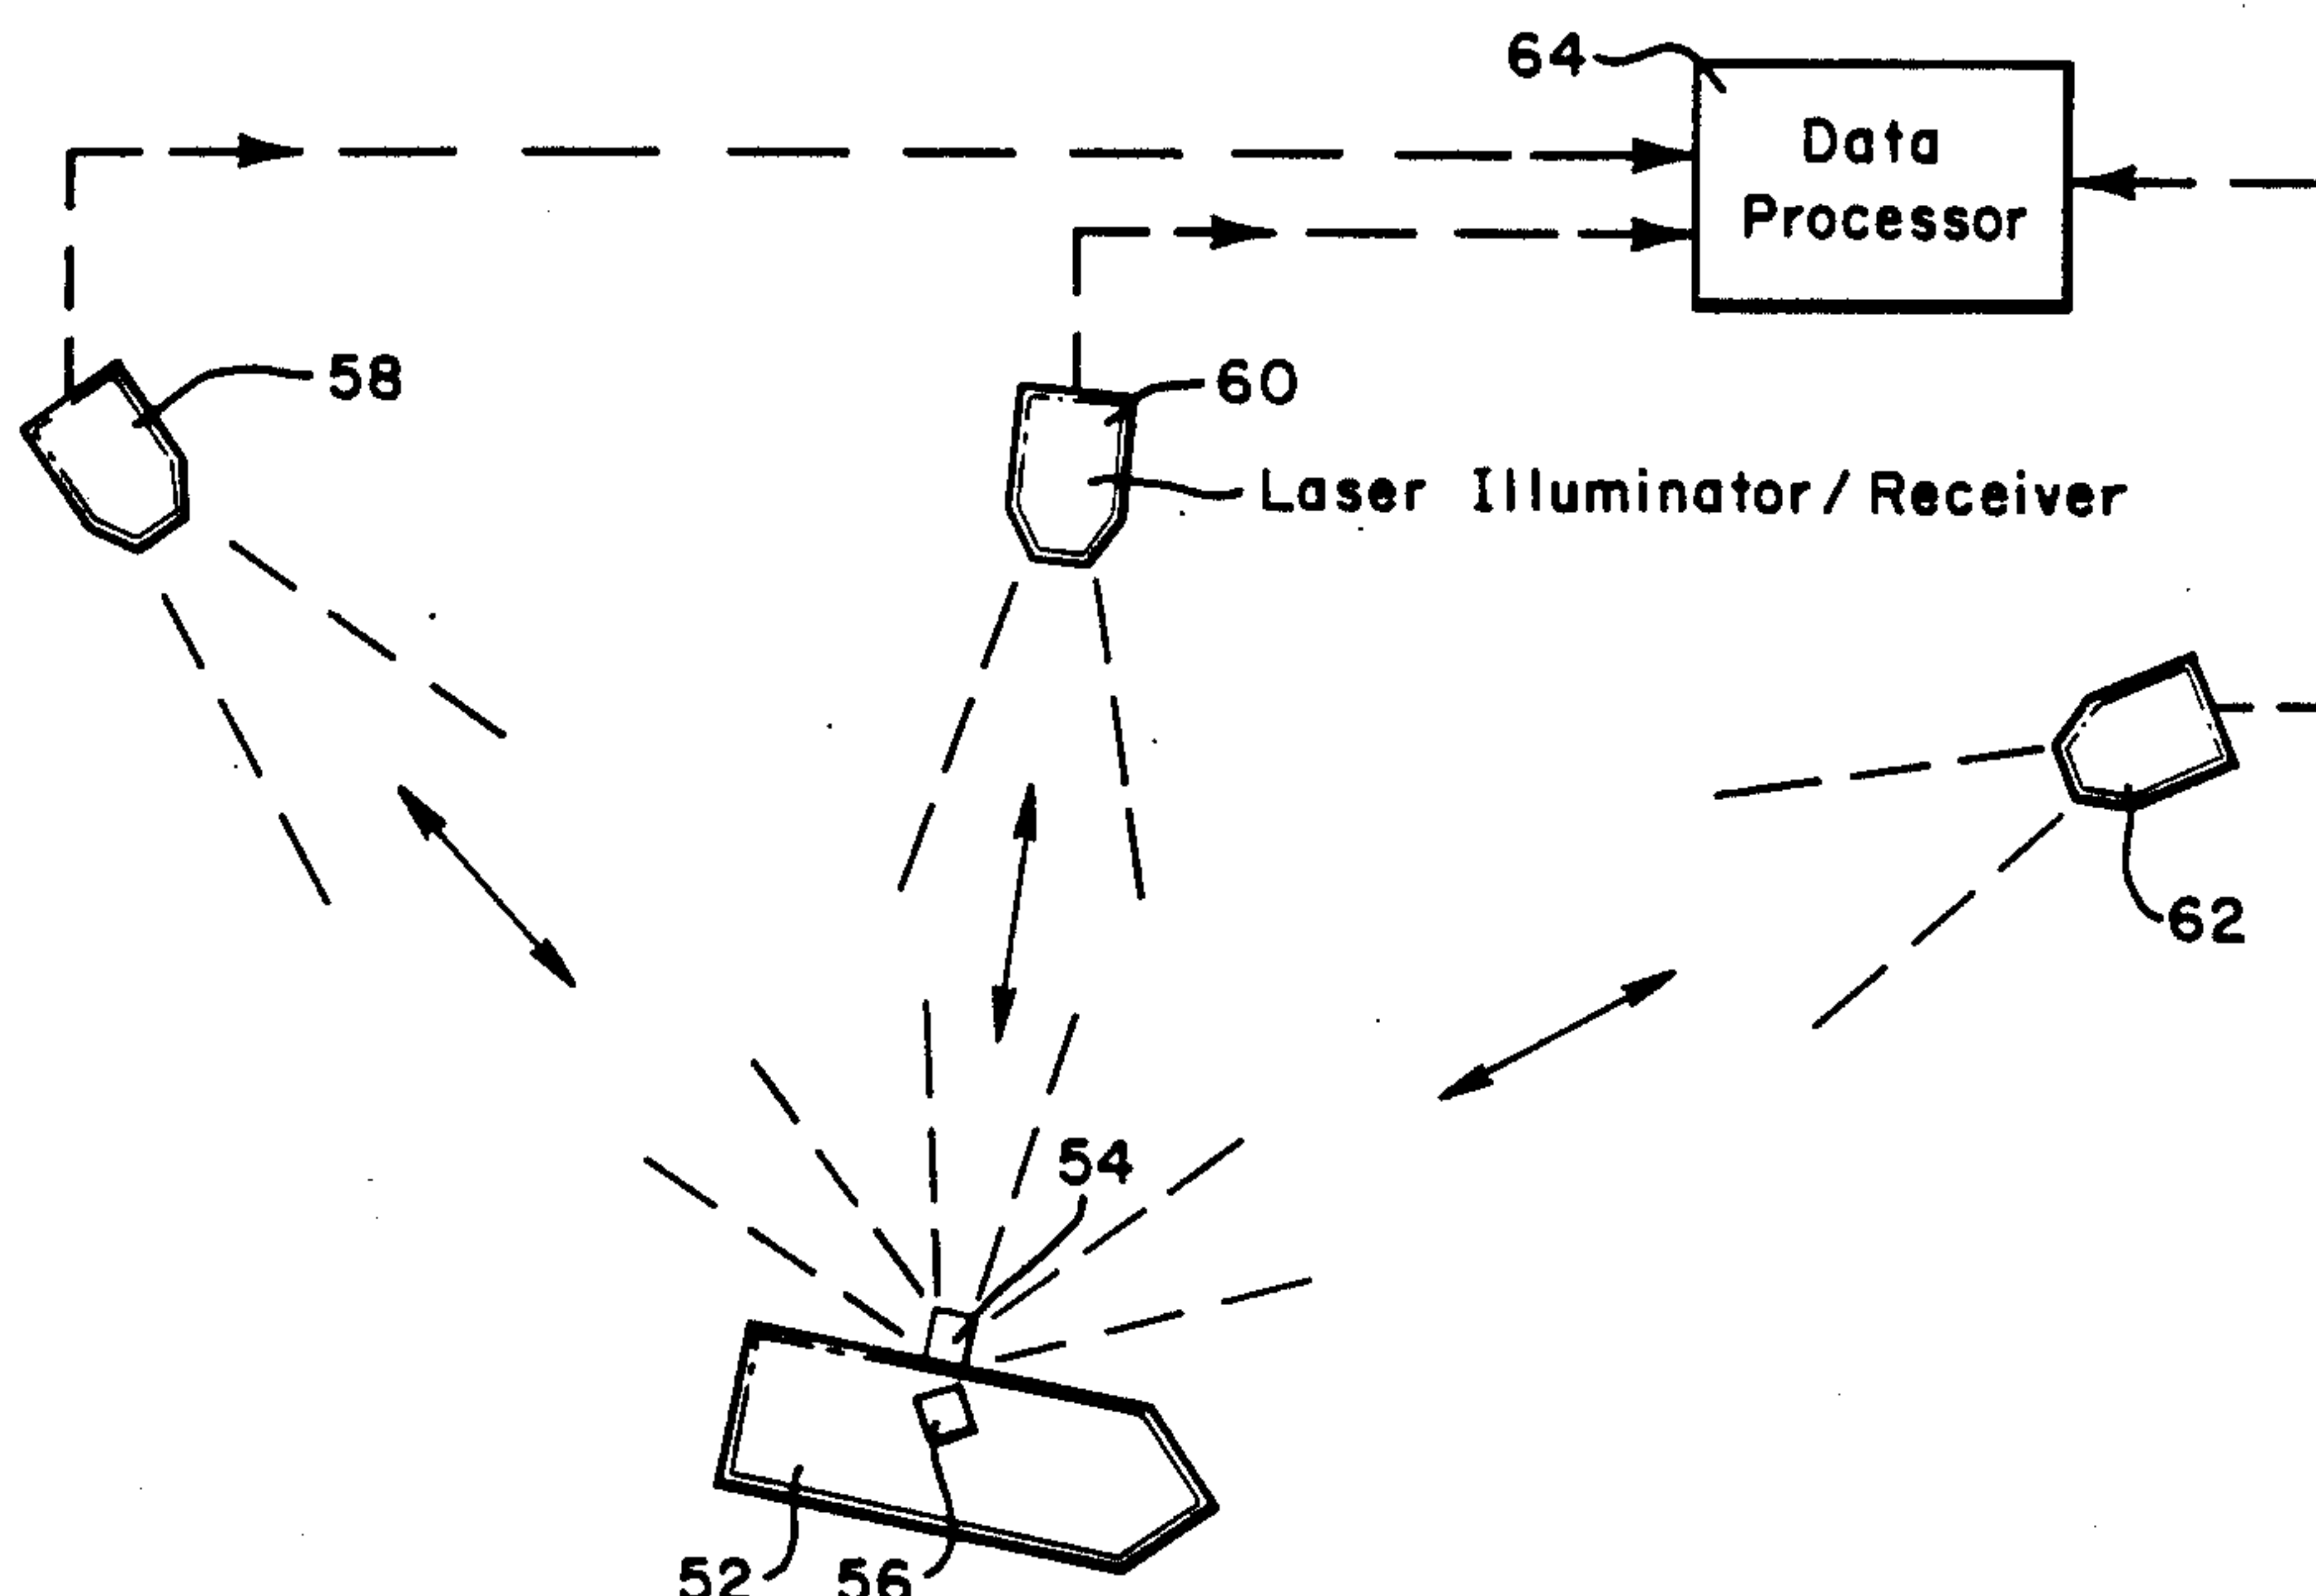 64
Data
Processor
58
60
Laser Illuminator/Receiver
62
54
52
56